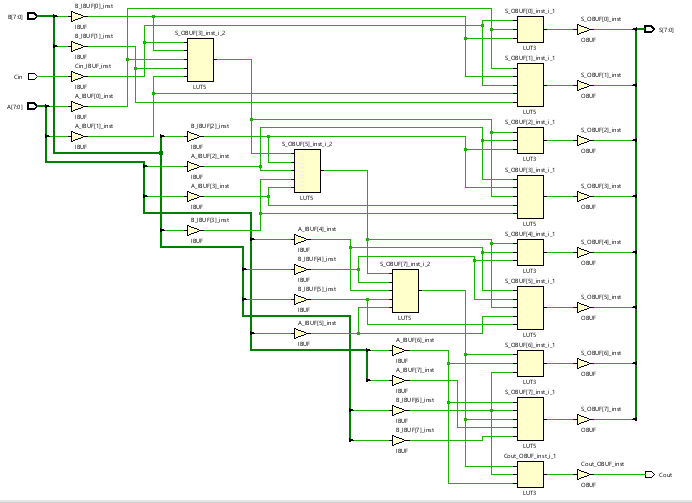 B_IBUF[0]_inst
B[7:0]
IBUF
S_OBUF[0]_inst_i_1
S_OBUF[0]_inst
S[7:0]
LUT3
OBUF
B_IBUF[1]_inst
IBUF
S_OBUF[3]_inst_i_2
LUT5
Cin_IBUF_inst
Cin
IBUF
S_OBUF[1]_inst_i_1
S_OBUF[1]_inst
LUT5
OBUF
A_IBUF[0]_inst
A[7:0]
IBUF
A_IBUF[1]_inst
IBUF
B_IBUF[2]_inst
IBUF
S_OBUF[2]_inst_i_1
S_OBUF[2]_inst
LUT3
OBUF
A_IBUF[2]_inst
IBUF
S_OBUF[5]_inst_i_2
LUT5
A_IBUF[3]_inst
IBUF
S_OBUF[3]_inst_i_1
S_OBUF[3]_inst
LUT5
OBUF
B_IBUF[3]_inst
IBUF
A_IBUF[4]_inst
IBUF
S_OBUF[4]_inst_i_1
S_OBUF[4]_inst
LUT3
OBUF
B_IBUF[4]_inst
IBUF
S_OBUF[7]_inst_i_2
LUT5
B_IBUF[5]_inst
IBUF
S_OBUF[5]_inst_i_1
S_OBUF[5]_inst
LUT5
OBUF
A_IBUF[5]_inst
IBUF
A_IBUF[6]_inst
IBUF
S_OBUF[6]_inst_i_1
S_OBUF[6]_inst
LUT3
OBUF
A_IBUF[7]_inst
IBUF
B_IBUF[6]_inst
IBUF
S_OBUF[7]_inst_i_1
S_OBUF[7]_inst
LUT5
OBUF
B_IBUF[7]_inst
IBUF
Cout_OBUF_inst_i_1
Cout_OBUF_inst
Cout
LUT3
OBUF